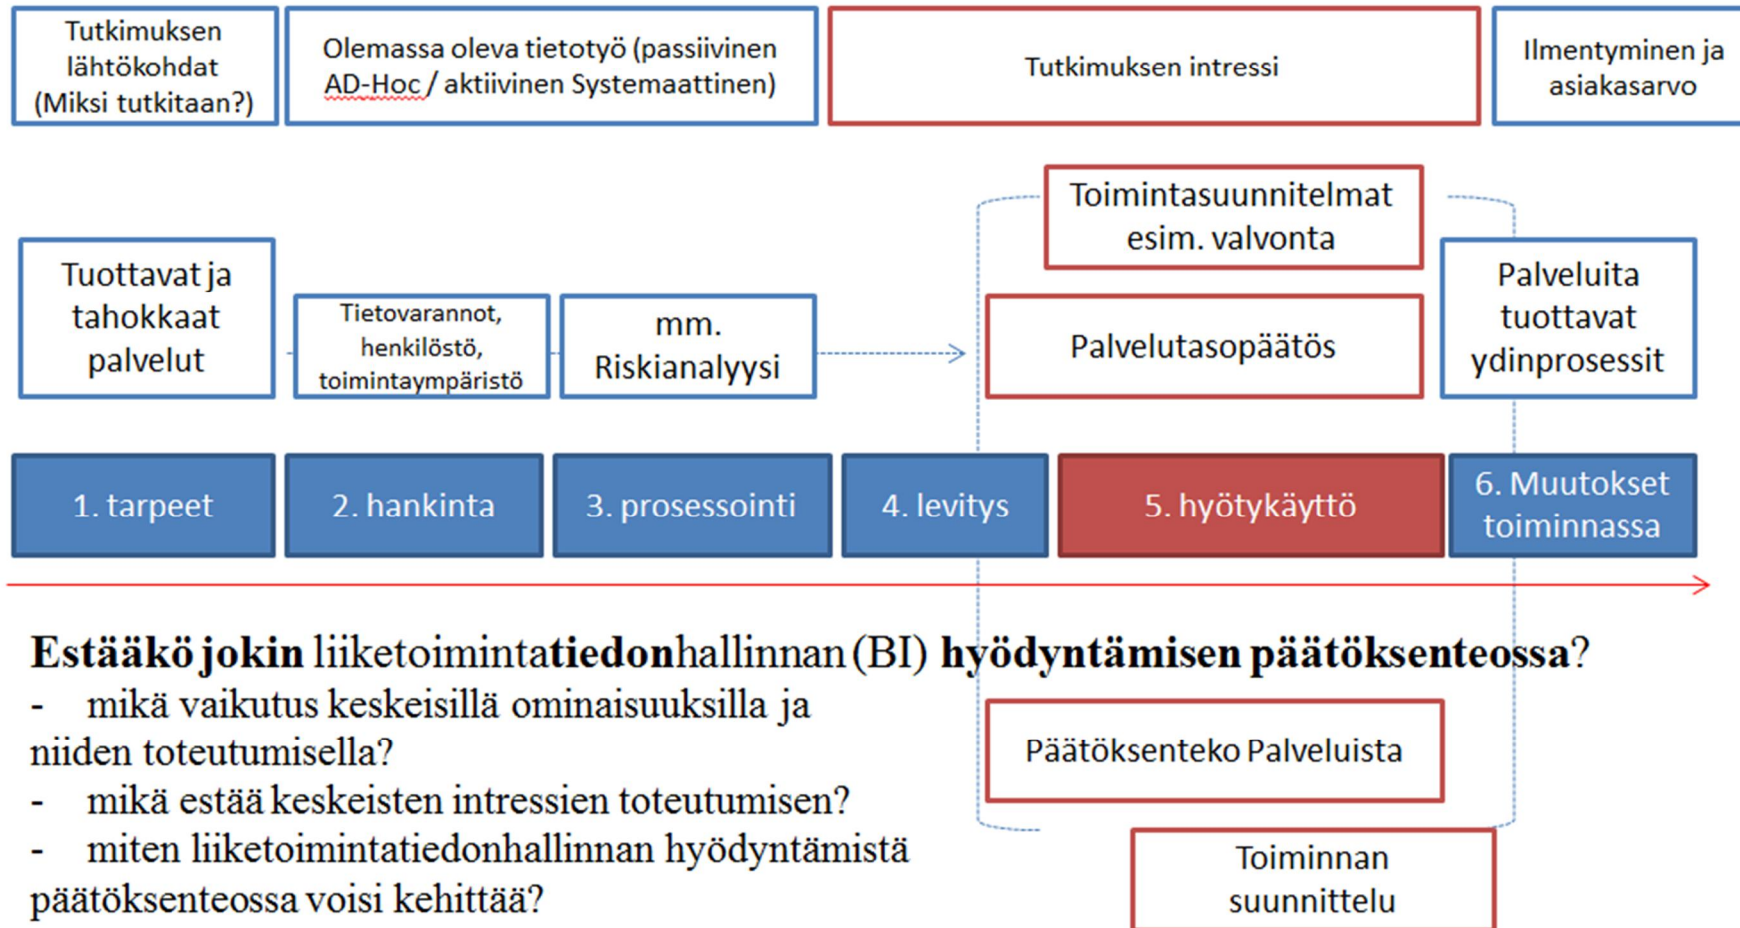 Tutkimuksen
lähtökohdat
(Miksi tutkitaan?)
Olemassa oleva tietotyö (passiivinen
AD-Hoc / aktiivinen Systemaattinen)
Tutkimuksen intressi
Ilmentyminen ja
asiakasarvo
Tuottavat ja
tahokkaat
palvelut
Tietovarannot,
henkilöstö,
toimintaympäristö
mm.
Riskianalyysi
Toimintasuunnitelmat
esim. valvonta
Palvelutasopäätös
Palveluita
tuottavat
ydinprosessit
1. tarpeet
2. hankinta
3. prosessointi
4. levitys
5. hyötykäyttö
6. Muutokset
toiminnassa
Estääkö jokin liiketoimintatiedonhallinnan (BI) hyödyntämisen päätöksenteossa?
- mikä vaikutus keskeisillä ominaisuuksilla ja
niiden toteutumisella?
- mikä estää keskeisten intressien toteutumisen?
- miten liiketoimintatiedonhallinnan hyödyntämistä
päätöksenteossa voisi kehittää?
Päätöksenteko Palveluista
Toiminnan
suunnittelu